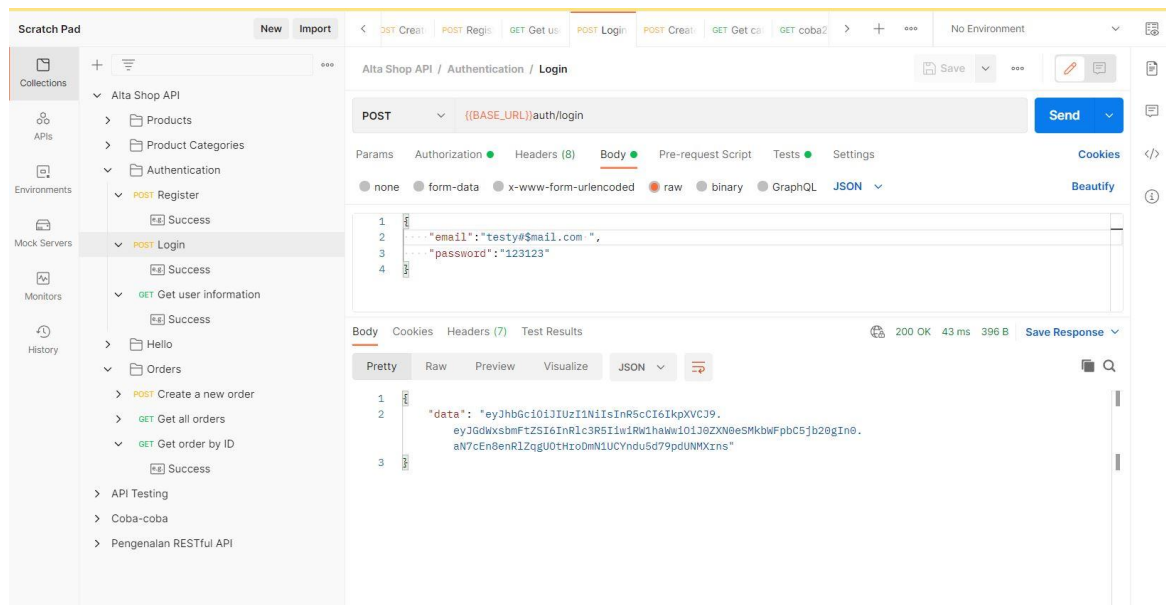 Scratch Pad
New
Import
POST Regis
GET Get us
POST Login
POST Creat
GET Get ca
GET coba2
No Environment
Collections
APIs
Environments
Mock Servers
Monitors
History
Alta Shop API
Products
Product Categories
Authentication
POST Register
e.g. Success
POST Login
e.g. Success
GET Get user information
e.g. Success
Hello
Orders
POST Create a new order
GET Get all orders
GET Get order by ID
e.g. Success
API Testing
Coba-coba
Pengenalan RESTful API
Alta Shop API / Authentication / Login
Save
POST
{{BASE_URL}}auth/login
Send
Params Authorization Headers (8) Body Pre-request Script Tests Settings
Cookies
none form-data x-www-form-urlencoded raw binary GraphQL JSON
Beautify
1 {
2 "email":"testy#$mail.com ",
3 "password":"123123"
4 }
Body Cookies Headers (7) Test Results
200 OK 43 ms 396 B Save Response
Pretty Raw Preview Visualize JSON
1 {
2 "data": "eyJhbGciOiJIUzI1NiIsInR5cCI6IkpXVCJ9.
eyJGdWxsbmFtZSI6InRlc3R5IiwiRW1haWwiOiJ0ZXN0eSMkbWFpbC5jb20gIn0.
aN7cEn8enRlZqgUOtHroDmN1UCYndu5d79pdUNMXrns"
3 }